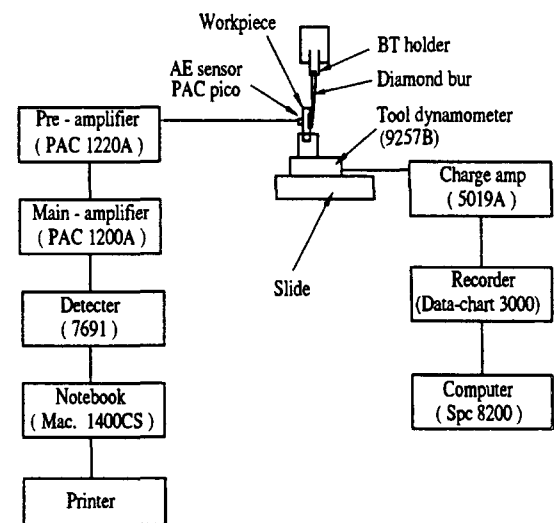 Workpiece
BT holder
AE sensor
PAC pico
Diamond bur
Tool dynamometer
(9257B)
Pre - amplifier
( PAC 1220A )
Main - amplifier
( PAC 1200A )
Detecter
( 7691 )
Notebook
( Mac. 1400CS )
Printer
Slide
Charge amp
( 5019A )
Recorder
(Data-chart 3000)
Computer
( Spc 8200 )